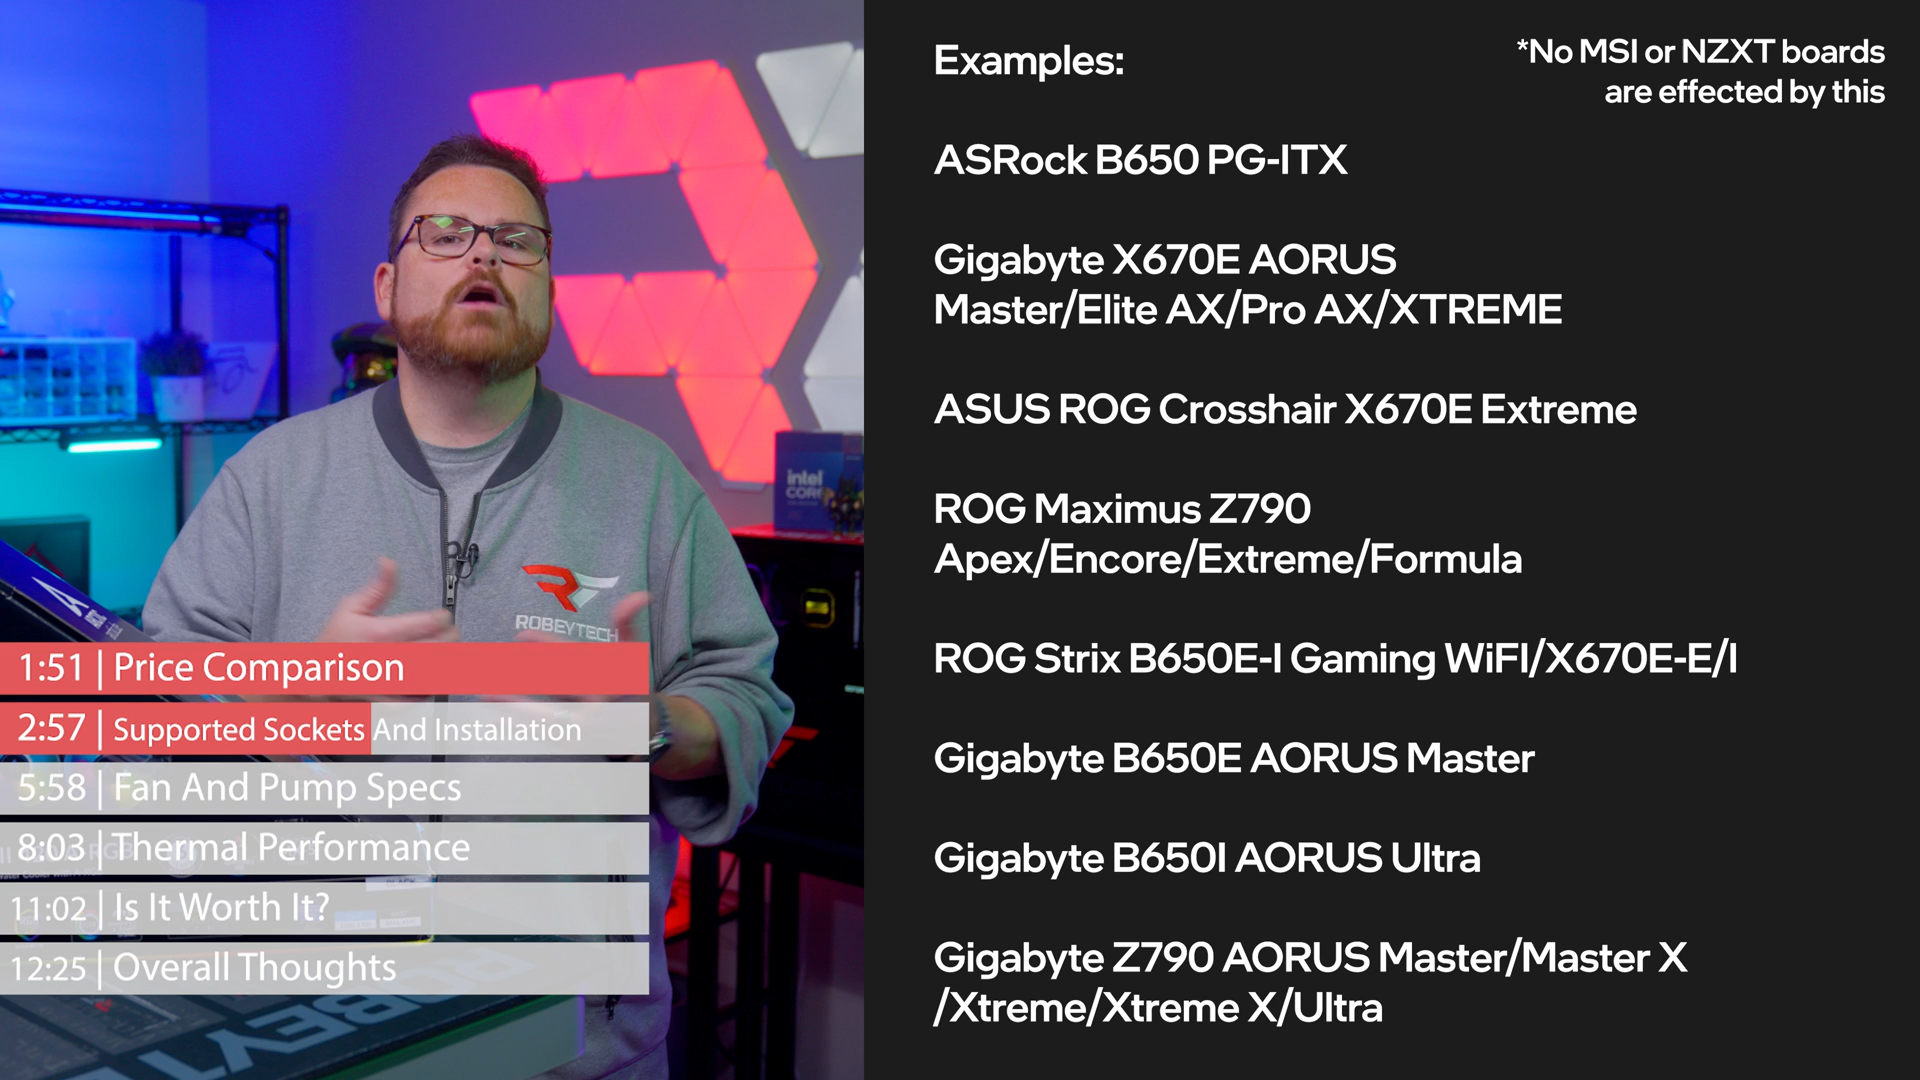 Examples:
*No MSI or NZXT boards
are effected by this
ASRock B650 PG-ITX
Gigabyte X670E AORUS
Master/Elite AX/Pro AX/XTREME
ASUS ROG Crosshair X670E Extreme
ROG Maximus Z790
Apex/Encore/Extreme/Formula
ROG Strix B650E-I Gaming WiFI/X670E-E/I
Gigabyte B650E AORUS Master
Gigabyte B650I AORUS Ultra
Gigabyte Z790 AORUS Master/Master X
/Xtreme/Xtreme X/Ultra
intel
CORE
ROBEYTECH
1:51 | Price Comparison
2:57 | Supported Sockets And Installation
5:58 | Fan And Pump Specs
8:03 | Thermal Performance
11:02 | Is It Worth It?
12:25 | Overall Thoughts